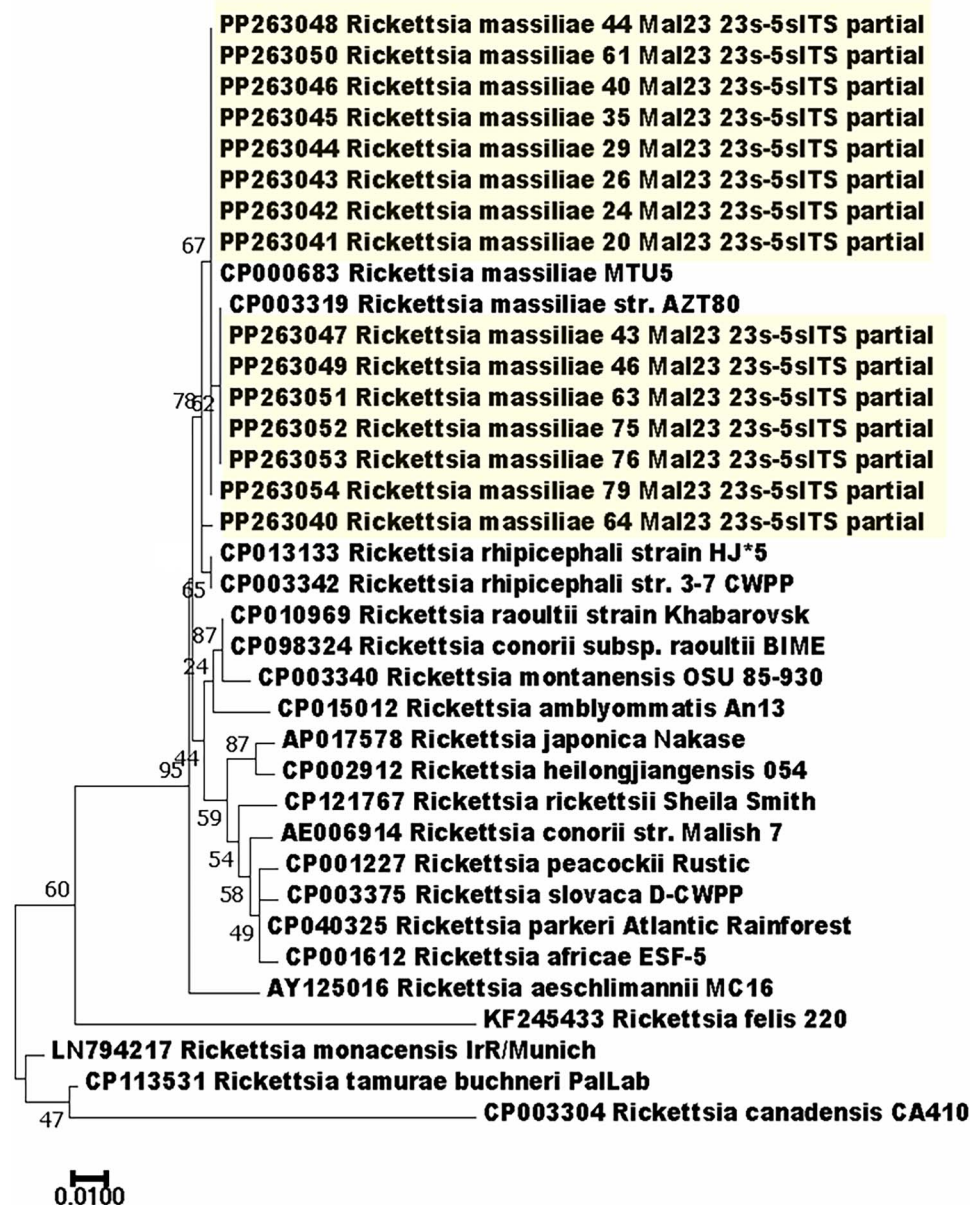 PP263048 Rickettsia massiliae 44 Mal23 23s-5sITS partial
PP263050 Rickettsia massiliae 61 Mal23 23s-5sITS partial
PP263046 Rickettsia massiliae 40 Mal23 23s-5sITS partial
PP263045 Rickettsia massiliae 35 Mal23 23s-5sITS partial
PP263044 Rickettsia massiliae 29 Mal23 23s-5sITS partial
PP263043 Rickettsia massiliae 26 Mal23 23s-5sITS partial
PP263042 Rickettsia massiliae 24 Mal23 23s-5sITS partial
PP263041 Rickettsia massiliae 20 Mal23 23s-5sITS partial
67
CP000683 Rickettsia massiliae MTU5
CP003319 Rickettsia massiliae str. AZT80
PP263047 Rickettsia massiliae 43 Mal23 23s-5sITS partial
PP263049 Rickettsia massiliae 46 Mal23 23s-5sITS partial
PP263051 Rickettsia massiliae 63 Mal23 23s-5sITS partial
78 62
PP263052 Rickettsia massiliae 75 Mal23 23s-5sITS partial
PP263053 Rickettsia massiliae 76 Mal23 23s-5sITS partial
PP263054 Rickettsia massiliae 79 Mal23 23s-5sITS partial
PP263040 Rickettsia massiliae 64 Mal23 23s-5sITS partial
CP013133 Rickettsia rhipicephali strain HJ*5
CP003342 Rickettsia rhipicephali str. 3-7 CWPP
65
CP010969 Rickettsia raoultii strain Khabarovsk
87
CP098324 Rickettsia conorii subsp. raoultii BIME
24
CP003340 Rickettsia montanensis OSU 85-930
CP015012 Rickettsia amblyommatis An13
87
AP017578 Rickettsia japonica Nakase
44
95
CP002912 Rickettsia heilongjiangensis 054
CP121767 Rickettsia rickettsii Sheila Smith
59
AE006914 Rickettsia conorii str. Malish 7
54
CP001227 Rickettsia peacockii Rustic
60
58
CP003375 Rickettsia slovaca D-CWPP
CP040325 Rickettsia parkeri Atlantic Rainforest
49
CP001612 Rickettsia africae ESF-5
AY125016 Rickettsia aeschlimannii MC16
KF245433 Rickettsia felis 220
LN794217 Rickettsia monacensis IrR/Munich
CP113531 Rickettsia tamurae buchneri PalLab
CP003304 Rickettsia canadensis CA410
47
0.0100